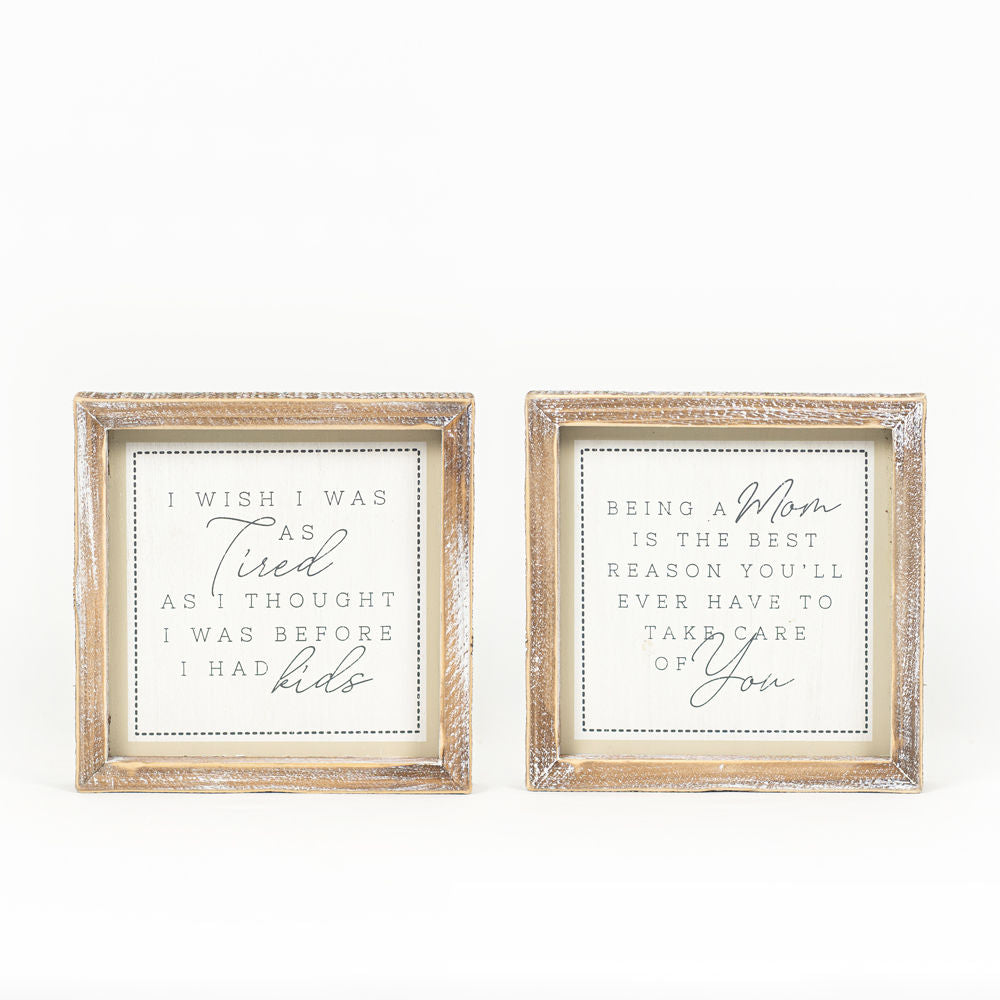 I WISH I WAS
AS
Tired
AS I THOUGHT
I WAS BEFORE
I HAD kids
BEING A Mom
IS THE BEST
REASON YOU'LL
EVER HAVE TO
TAKE CARE
OF You